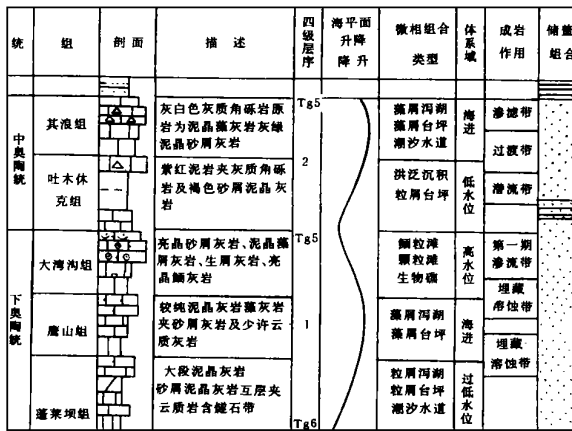 统 组 剖 面 描 述 四级层序 海平面升降 降 升 微相组合类型 体系域 成岩作用 储盖组合
中奥陶统
其浪组
灰白色灰质角砾岩原
岩为泥晶藻灰岩灰绿
泥晶砂屑灰岩
Tg5
藻屑泻湖
藻屑台坪
潮汐水道
海进
渗滤带
过渡带
吐木休
克组
紫红泥岩夹灰质角砾
岩及褐色砂屑泥晶灰
岩
2
洪泛沉积
粒屑台坪
低水位
潜流带
下奥陶统
大湾沟组
亮晶砂屑灰岩、泥晶藻
屑灰岩、生屑灰岩、亮
晶鲕灰岩
Tg5
鲕粒滩
颗粒滩
生物礁
高水位
第一期
渗流带
埋藏
溶蚀带
鹰山组
较纯泥晶灰岩藻灰岩
夹砂屑灰岩及少许云
质灰岩
1
藻屑泻湖
藻屑台坪
海进
埋藏
溶蚀带
蓬莱坝组
大段泥晶灰岩
砂屑泥晶灰岩互层夹
云质岩含燧石带
Tg6
粒屑泻湖
粒屑台坪
潮汐水道
过低水位